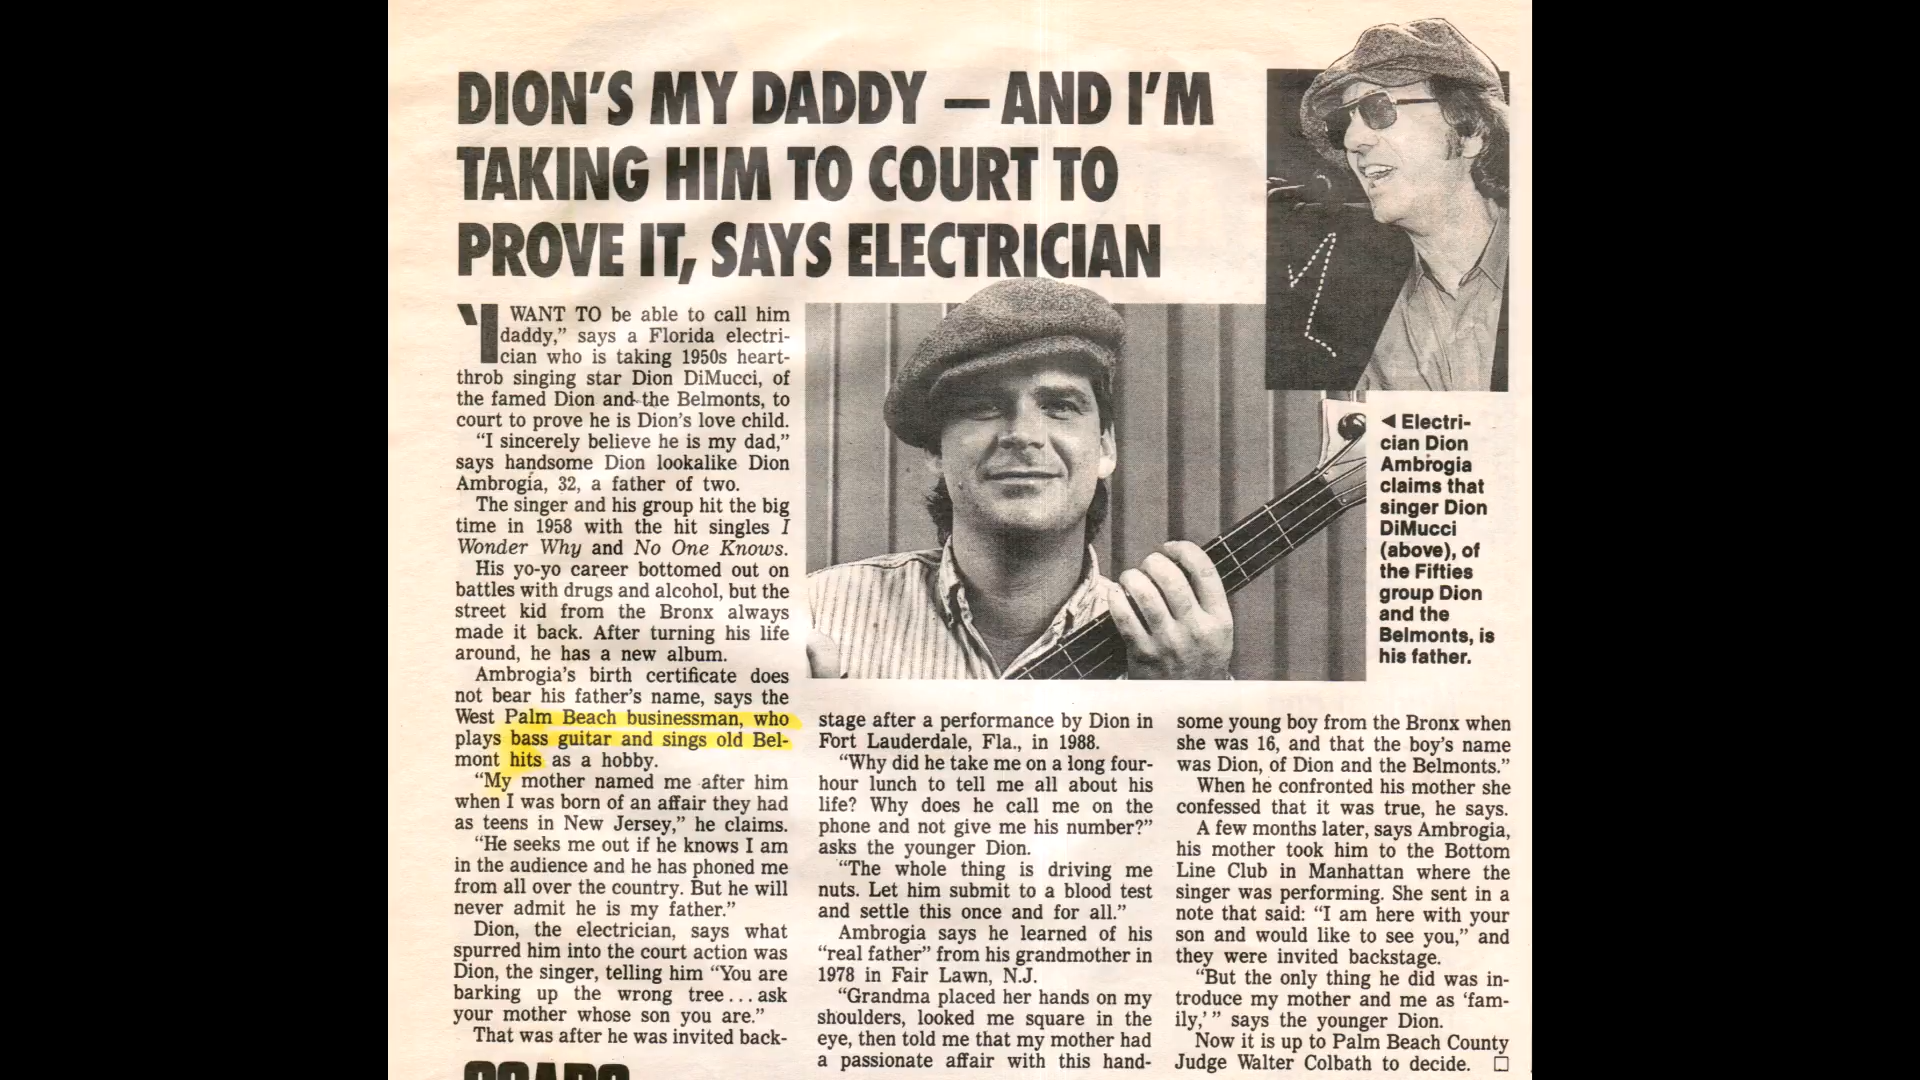 DION'S MY DADDY — AND I'M
TAKING HIM TO COURT TO
PROVE IT, SAYS ELECTRICIAN
'I WANT TO be able to call him
daddy,” says a Florida electri-
cian who is taking 1950s heart-
throb singing star Dion DiMucci, of
the famed Dion and the Belmonts, to
court to prove he is Dion's love child.
“I sincerely believe he is my dad,”
says handsome Dion lookalike Dion
Ambrogia, 32, a father of two.
The singer and his group hit the big
time in 1958 with the hit singles I
Wonder Why and No One Knows.
His yo-yo career bottomed out on
battles with drugs and alcohol, but the
street kid from the Bronx always
made it back. After turning his life
around, he has a new album.
Ambrogia's birth certificate does
not bear his father's name, says the
West Palm Beach businessman, who
plays bass guitar and sings old Bel-
mont hits as a hobby.
“My mother named me after him
when I was born of an affair they had
as teens in New Jersey,” he claims.
“He seeks me out if he knows I am
in the audience and he has phoned me
from all over the country. But he will
never admit he is my father.”
Dion, the electrician, says what
spurred him into the court action was
Dion, the singer, telling him “You are
barking up the wrong tree...ask
your mother whose son you are.”
That was after he was invited back-
stage after a performance by Dion in
Fort Lauderdale, Fla., in 1988.
“Why did he take me on a long four-
hour lunch to tell me all about his
life? Why does he call me on the
phone and not give me his number?”
asks the younger Dion.
“The whole thing is driving me
nuts. Let him submit to a blood test
and settle this once and for all.”
Ambrogia says he learned of his
“real father” from his grandmother in
1978 in Fair Lawn, N.J.
“Grandma placed her hands on my
shoulders, looked me square in the
eye, then told me that my mother had
a passionate affair with this hand-
some young boy from the Bronx when
she was 16, and that the boy's name
was Dion, of Dion and the Belmonts.”
When he confronted his mother she
confessed that it was true, he says.
A few months later, says Ambrogia,
his mother took him to the Bottom
Line Club in Manhattan where the
singer was performing. She sent in a
note that said: “I am here with your
son and would like to see you,” and
they were invited backstage.
“But the only thing he did was in-
troduce my mother and me as ‘fam-
ily,’ ” says the younger Dion.
Now it is up to Palm Beach County
Judge Walter Colbath to decide. □
◄ Electri-
cian Dion
Ambrogia
claims that
singer Dion
DiMucci
(above), of
the Fifties
group Dion
and the
Belmonts, is
his father.